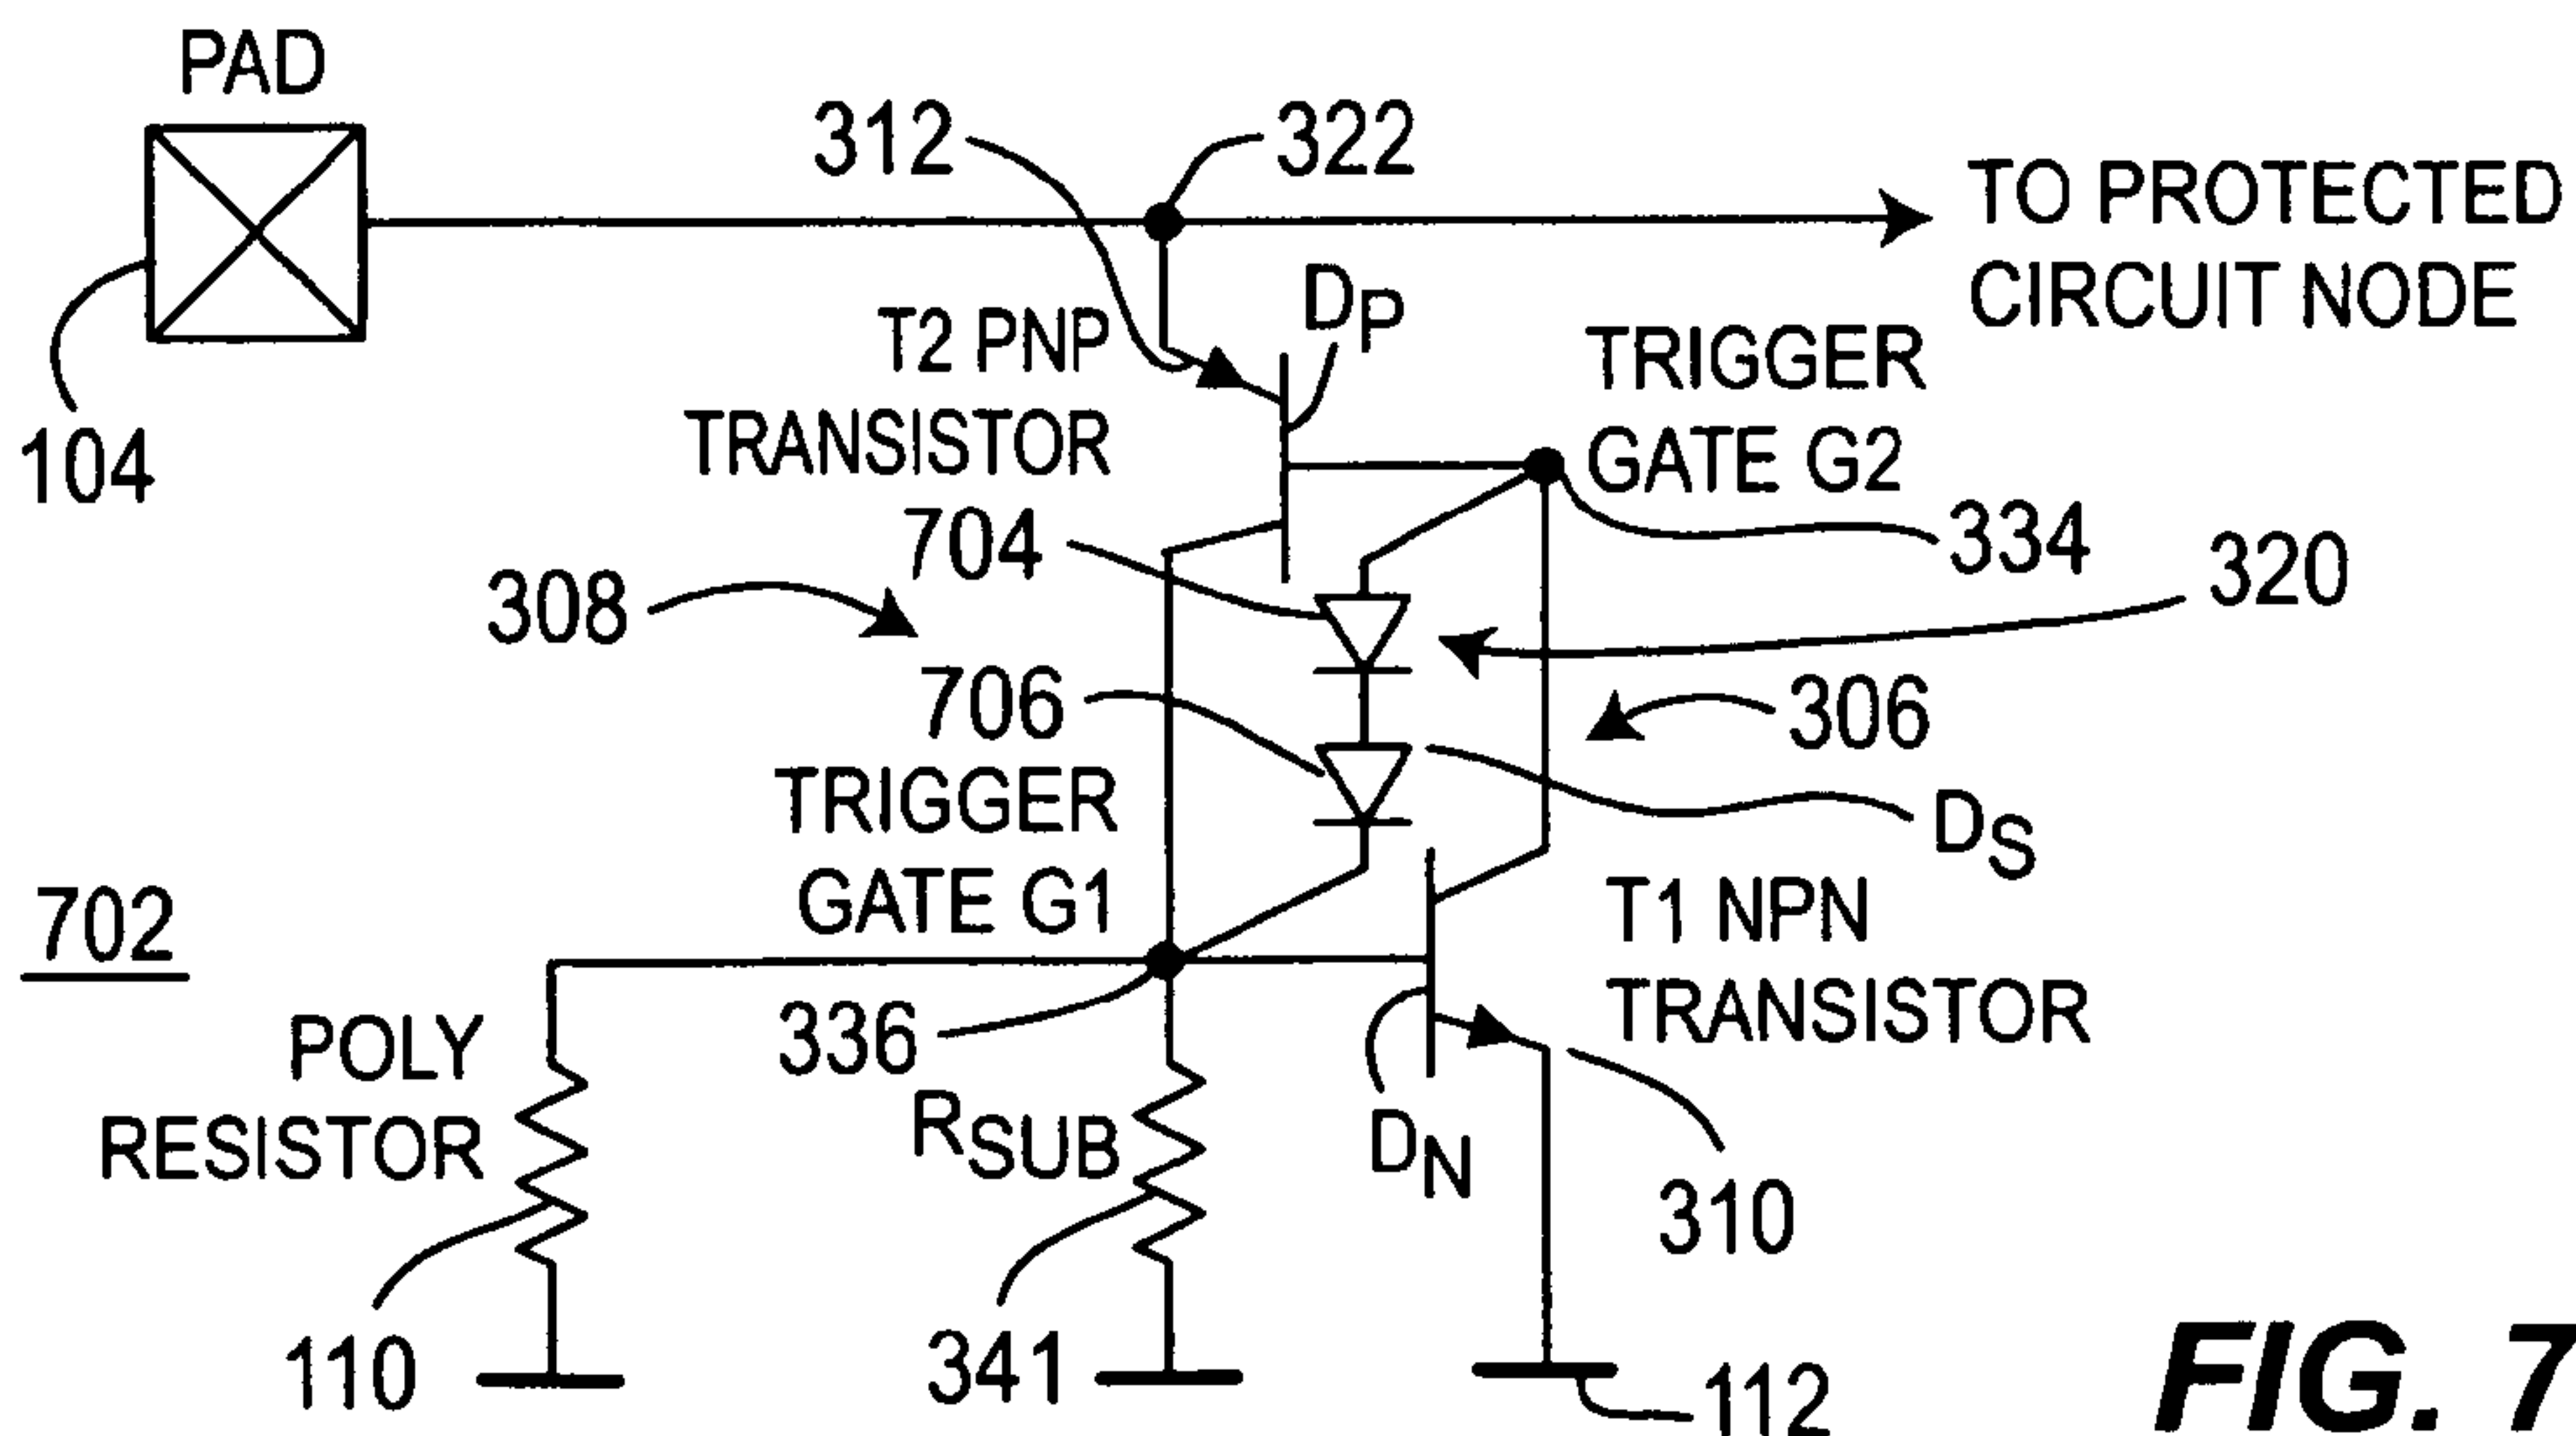 PAD
312
322
TO PROTECTED
CIRCUIT NODE
104
T2 PNP
TRANSISTOR
DP
TRIGGER
GATE G2
334
320
704
308
706
306
TRIGGER
GATE G1
DS
702
336
T1 NPN
TRANSISTOR
POLY
RESISTOR
RSUB
DN
310
110
341
112
FIG. 7